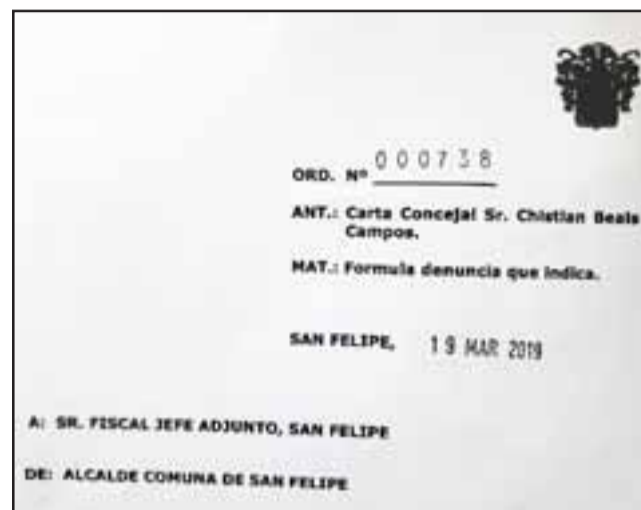 ORD. Nº 000738
ANT.: Carta Concejal Sr. Chistian Beals
Campos.
MAT.: Formula denuncia que indica.
SAN FELIPE, 19 MAR 2019
A: SR. FISCAL JEFE ADJUNTO, SAN FELIPE
DE: ALCALDE COMUNA DE SAN FELIPE